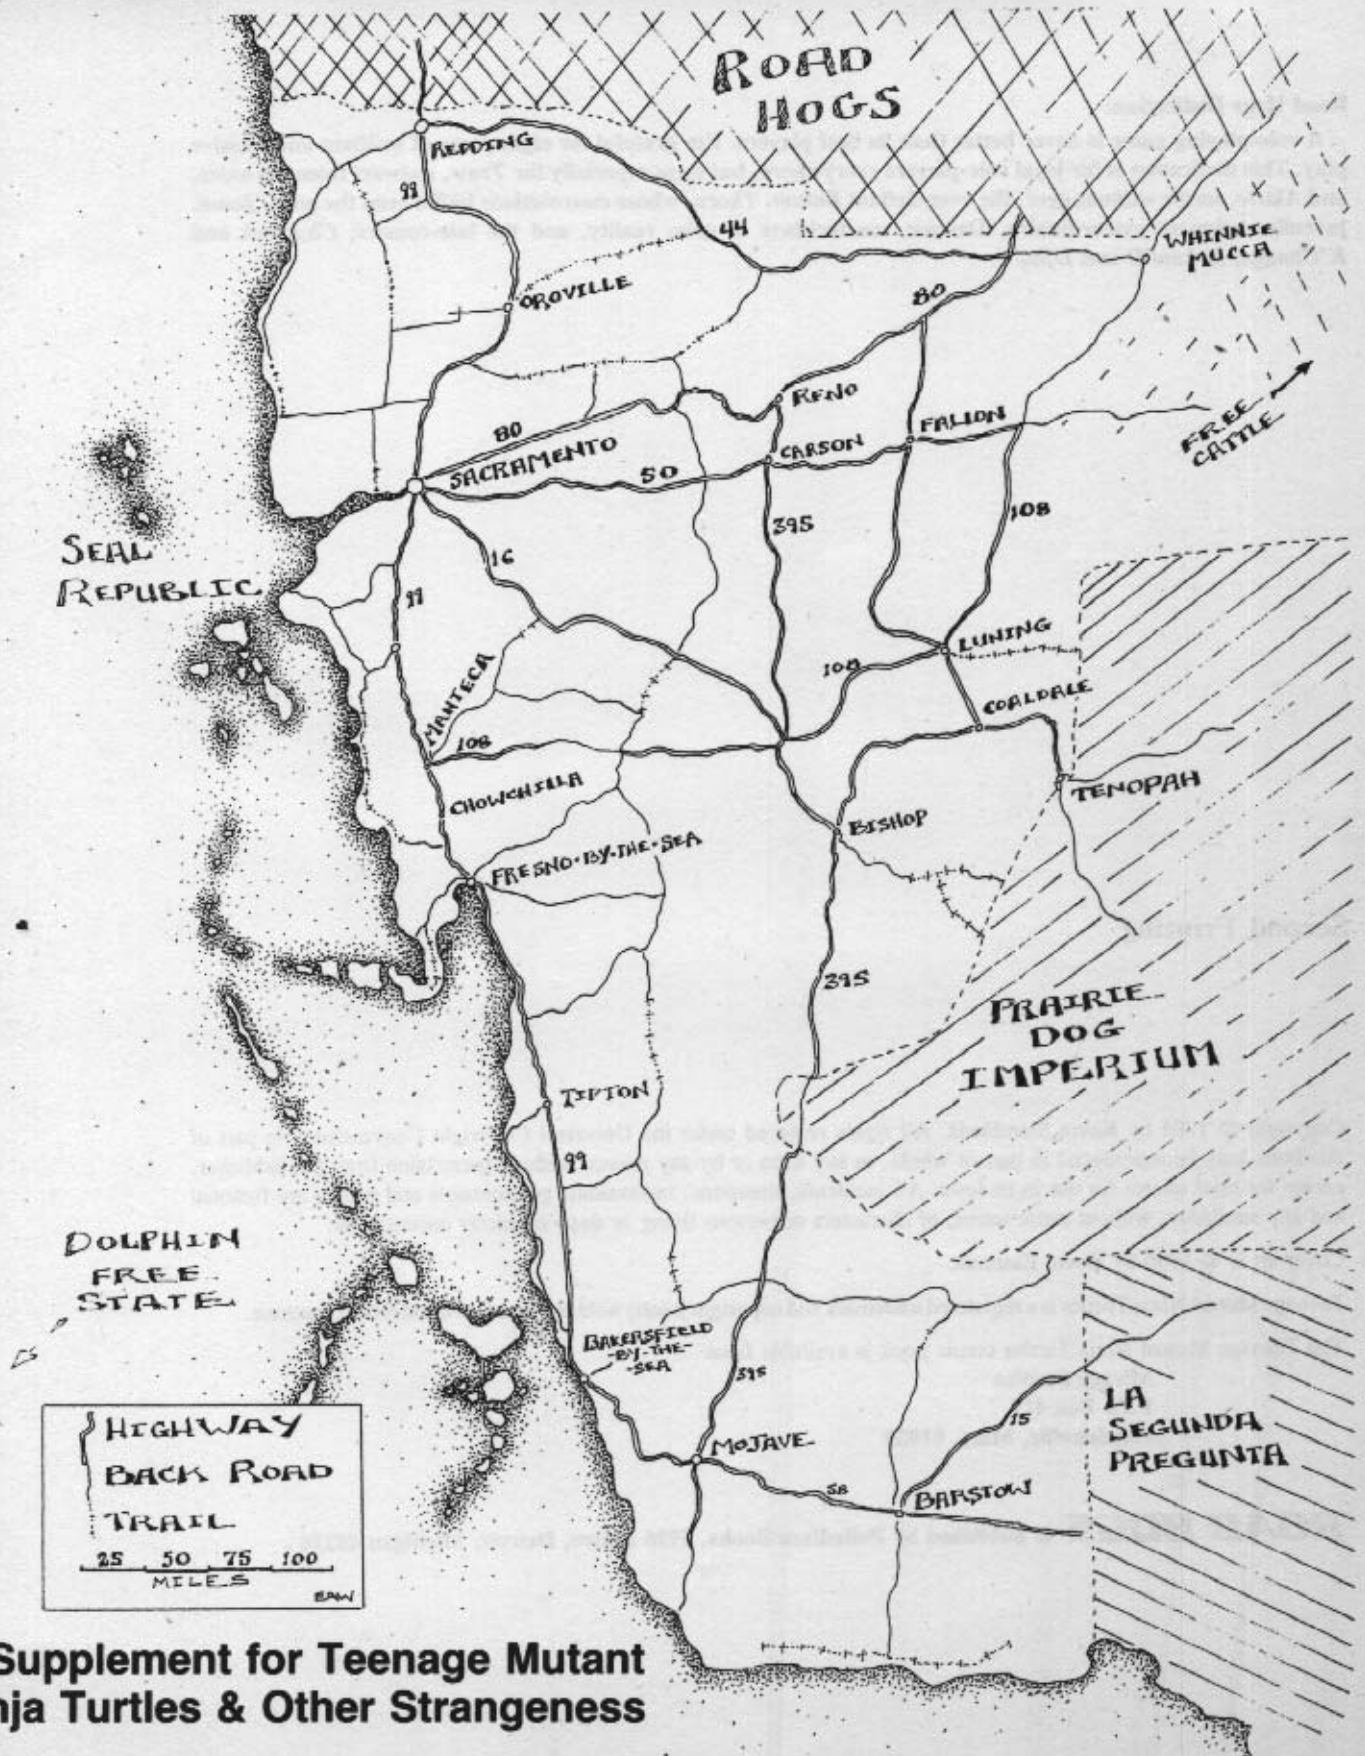 ROAD
HOGS
REDDING
99
44
WHINNIE
MUCCA
OROVILLE
80
RENO
FALLON
FREE
CATTLE
80
SACRAMENTO
CARSON
50
395
108
SEAL
REPUBLIC
16
99
LUNING
108
MANTECA
COALDALE
108
CHOWCHILLA
TENOPAH
BISHOP
FRESNO-BY-THE-SEA
395
PRAIRIE
DOG
IMPERIUM
TIPTON
99
DOLPHIN
FREE
STATE
BAKERSFIELD
-BY-THE-
SEA
395
LA
SEGUNDA
PREGUNTA
15
MOJAVE
58
BARSTOW
HIGHWAY
BACK ROAD
TRAIL
25 50 75 100
MILES
Supplement for Teenage Mutant
nja Turtles & Other Strangeness